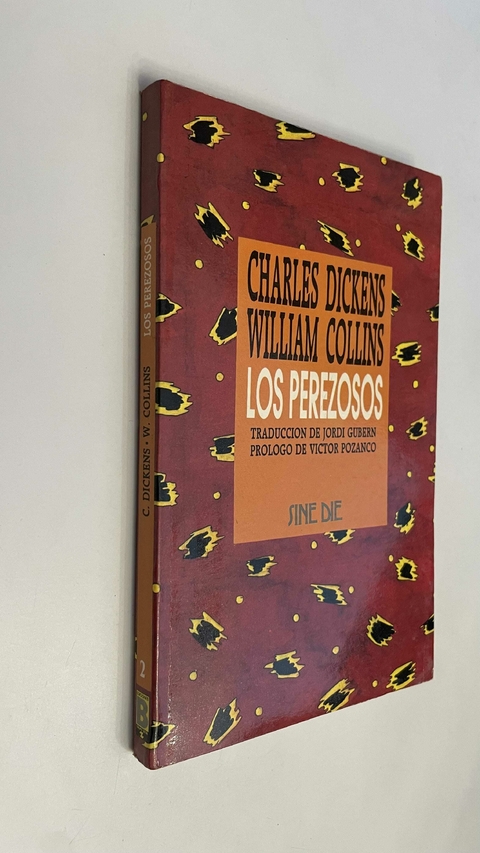 CHARLES DICKENS
WILLIAM COLLINS
LOS PEREZOSOS
TRADUCCION DE JORDI GUBERN
PROLOGO DE VICTOR POZANCO
SINE DIE
C. DICKENS · W. COLLINS LOS PEREZOSOS
2
B